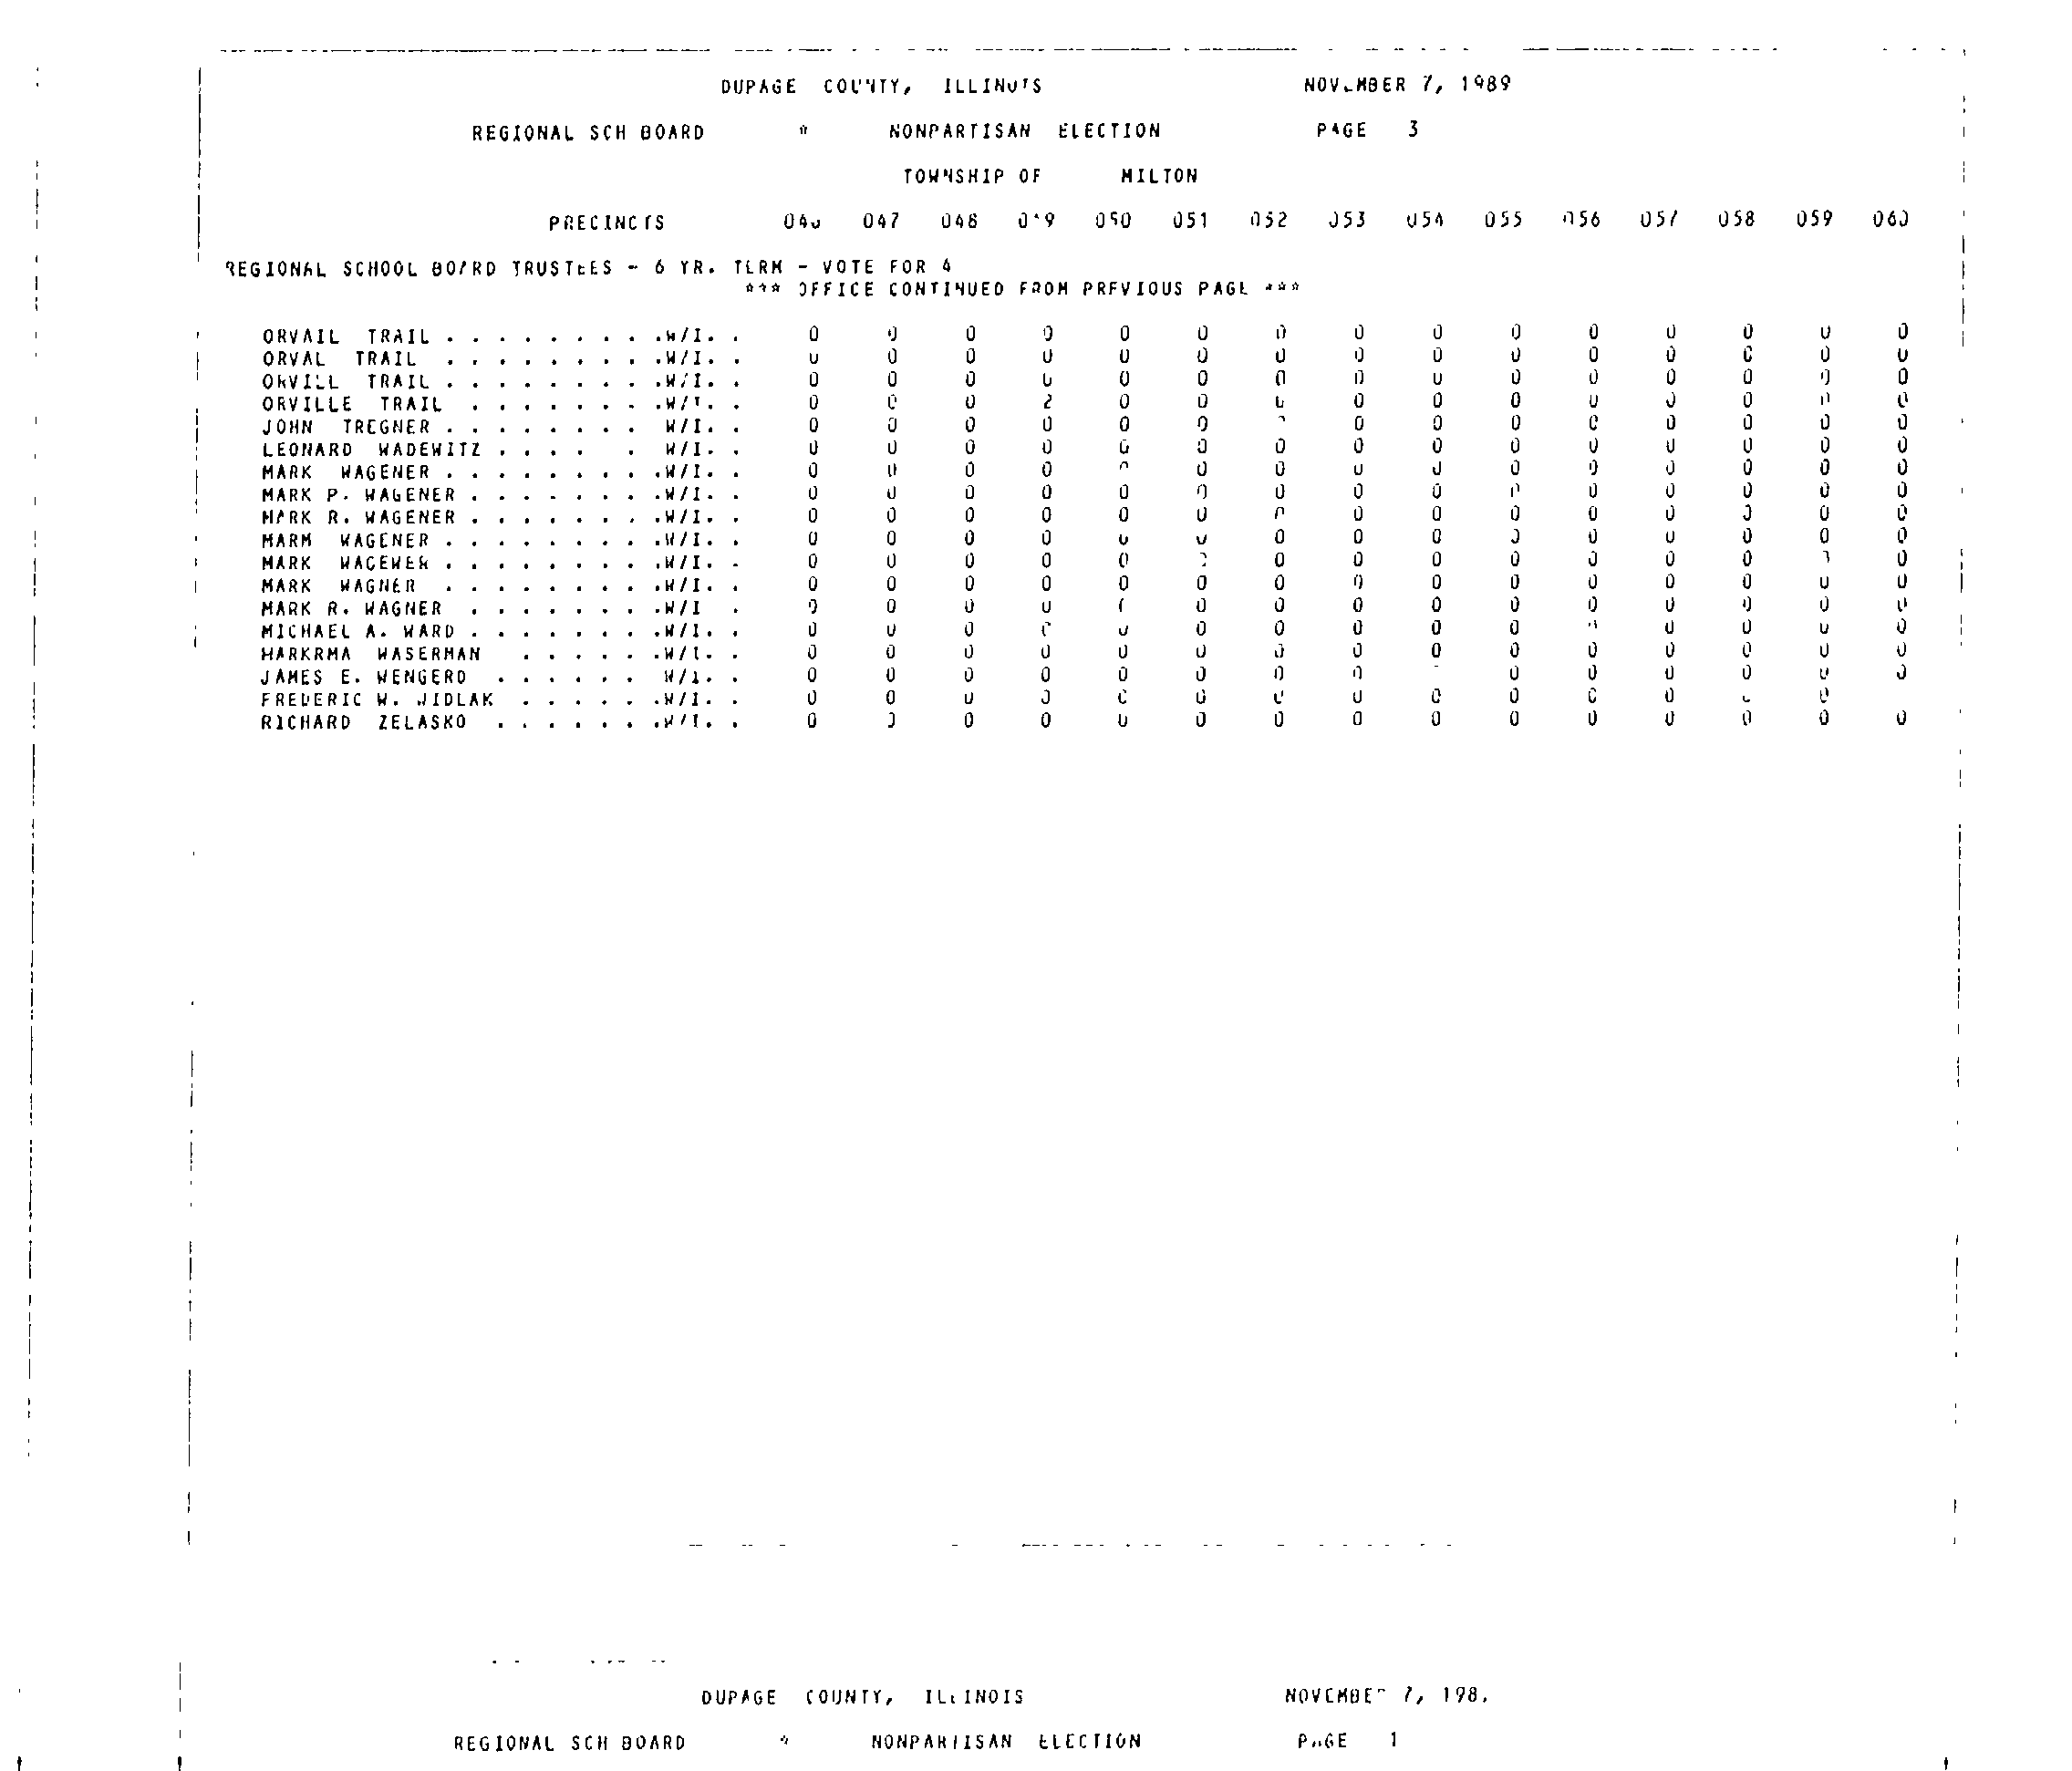 DUPAGE COUNTY, ILLINOIS NOVEMBER 7, 1989
REGIONAL SCH BOARD * NONPARTISAN ELECTION PAGE 3
TOWNSHIP OF MILTON
PRECINCTS 046 047 048 049 050 051 052 053 054 055 056 057 058 059 060
REGIONAL SCHOOL BOARD TRUSTEES - 6 YR. TERM - VOTE FOR 4
*** OFFICE CONTINUED FROM PREVIOUS PAGE ***
ORVAIL TRAIL . . . . . . . . .W/I. . 0 0 0 0 0 0 0 0 0 0 0 0 0 0 0
ORVAL TRAIL . . . . . . . . .W/I. . 0 0 0 0 0 0 0 0 0 0 0 0 0 0 0
ORVILL TRAIL . . . . . . . . .W/I. . 0 0 0 0 0 0 0 0 0 0 0 0 0 0 0
ORVILLE TRAIL . . . . . . . .W/I. . 0 0 0 2 0 0 0 0 0 0 0 0 0 0 0
JOHN TREGNER . . . . . . . . W/I. . 0 0 0 0 0 0 0 0 0 0 0 0 0 0
LEONARD WADEWITZ . . . . . W/I. . 0 0 0 0 0 0 0 0 0 0 0 0 0 0 0
MARK WAGENER . . . . . . . . .W/I. . 0 0 0 0 0 0 0 0 0 0 0 0 0 0
MARK P. WAGENER . . . . . . . .W/I. . 0 0 0 0 0 0 0 0 0 0 0 0 0 0 0
MARK R. WAGENER . . . . . . . .W/I. . 0 0 0 0 0 0 0 0 0 0 0 0 0 0 0
MARM WAGENER . . . . . . . . .W/I. . 0 0 0 0 0 0 0 0 0 0 0 0 0 0 0
MARK WAGEWER . . . . . . . . .W/I. . 0 0 0 0 0 0 0 0 0 0 0 0 0
MARK WAGNER . . . . . . . . .W/I. . 0 0 0 0 0 0 0 0 0 0 0 0 0 0 0
MARK R. WAGNER . . . . . . . .W/I . 0 0 0 0 0 0 0 0 0 0 0 0 0 0
MICHAEL A. WARD . . . . . . . .W/I. . 0 0 0 0 0 0 0 0 0 0 0 0 0 0
HARKRMA WASERMAN . . . . . .W/I. . 0 0 0 0 0 0 0 0 0 0 0 0 0 0 0
JAMES E. WENGERD . . . . . . W/I. . 0 0 0 0 0 0 0 0 0 0 0 0 0 0
FREDERIC W. JIDLAK . . . . . .W/I. . 0 0 0 0 0 0 0 0 0 0 0 0 0
RICHARD ZELASKO . . . . . . .W/I. . 0 0 0 0 0 0 0 0 0 0 0 0 0 0 0
DUPAGE COUNTY, ILLINOIS NOVEMBER 7, 198
REGIONAL SCH BOARD * NONPARTISAN ELECTION PAGE 1